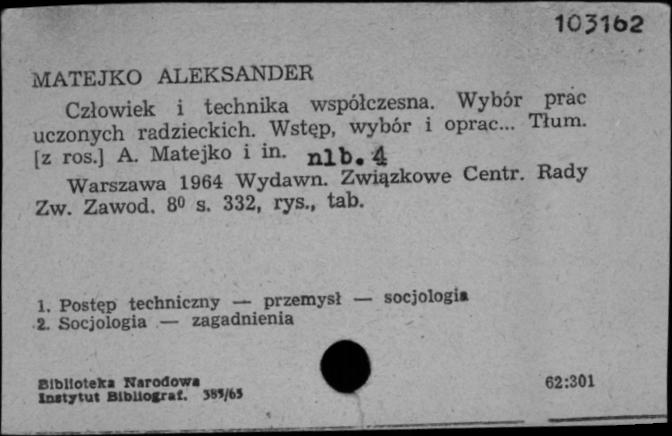 103162
MATEJKO ALEKSANDER
Człowiek i technika współczesna. Wybór prac
uczonych radzieckich. Wstęp, wybór i oprac... Tłum.
[z ros.] A. Matejko i in. nlb. 4
Warszawa 1964 Wydawn. Związkowe Centr. Rady
Zw. Zawod. 8⁰ s. 332, rys., tab.
1. Postęp techniczny — przemysł — socjologia
2. Socjologia — zagadnienia
Biblioteka Narodowa
Instytut Bibliograf. 385/65
62:301